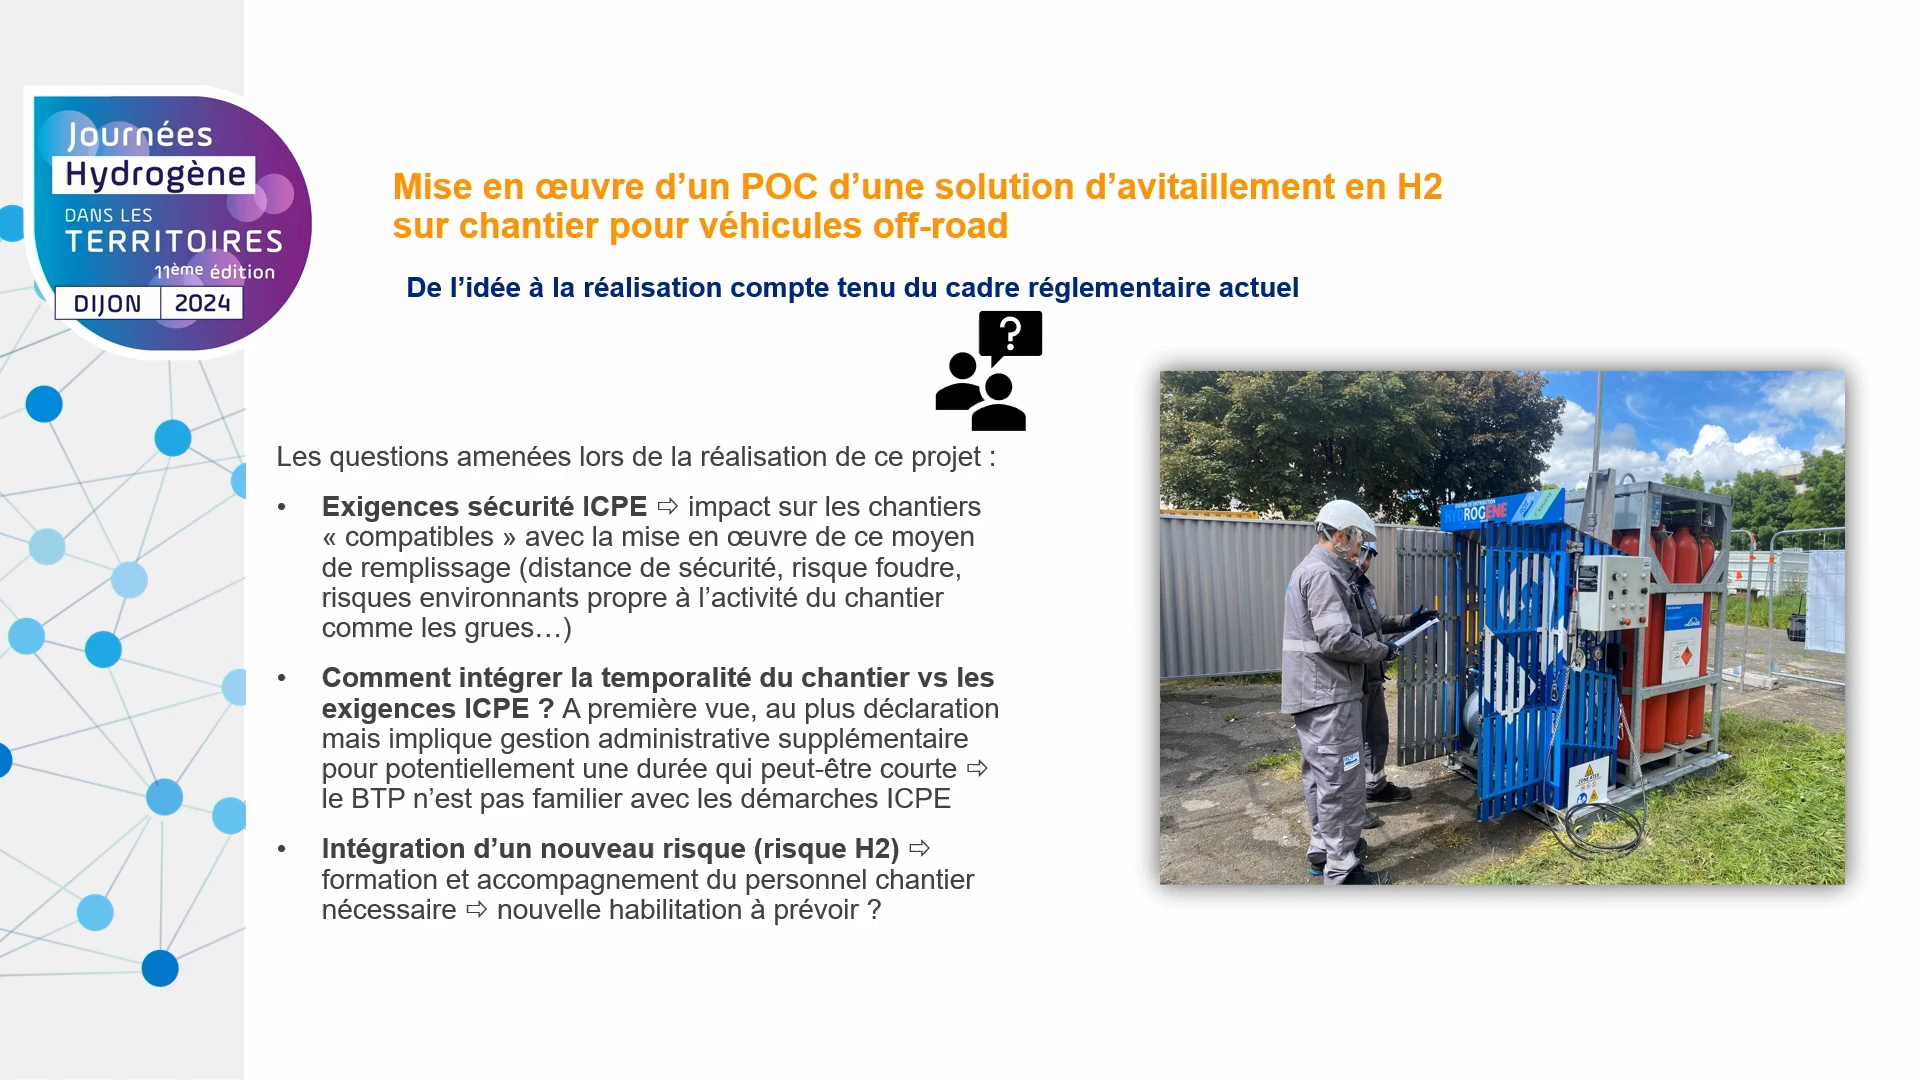 Journées
Hydrogène
DANS LES
TERRITOIRES
11ème édition
DIJON 2024
Mise en œuvre d’un POC d’une solution d’avitaillement en H2
sur chantier pour véhicules off-road
De l’idée à la réalisation compte tenu du cadre réglementaire actuel
?
Les questions amenées lors de la réalisation de ce projet :
• Exigences sécurité ICPE ⇨ impact sur les chantiers
« compatibles » avec la mise en œuvre de ce moyen
de remplissage (distance de sécurité, risque foudre,
risques environnants propre à l’activité du chantier
comme les grues…)
• Comment intégrer la temporalité du chantier vs les
exigences ICPE ? A première vue, au plus déclaration
mais implique gestion administrative supplémentaire
pour potentiellement une durée qui peut-être courte ⇨
le BTP n’est pas familier avec les démarches ICPE
• Intégration d’un nouveau risque (risque H2) ⇨
formation et accompagnement du personnel chantier
nécessaire ⇨ nouvelle habilitation à prévoir ?
HYDROGÈNE
Linde
ZONE ATEX